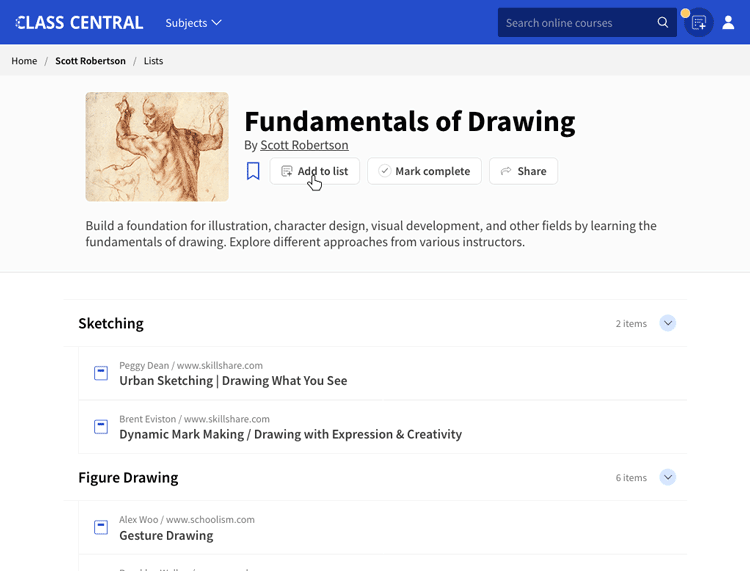 CLASS CENTRAL
Subjects
Search online courses
Home / Scott Robertson / Lists
Fundamentals of Drawing
By Scott Robertson
Add to list
Mark complete
Share
Build a foundation for illustration, character design, visual development, and other fields by learning the
fundamentals of drawing. Explore different approaches from various instructors.
Sketching
2 items
Peggy Dean / www.skillshare.com
Urban Sketching | Drawing What You See
Brent Eviston / www.skillshare.com
Dynamic Mark Making / Drawing with Expression & Creativity
Figure Drawing
6 items
Alex Woo / www.schoolism.com
Gesture Drawing